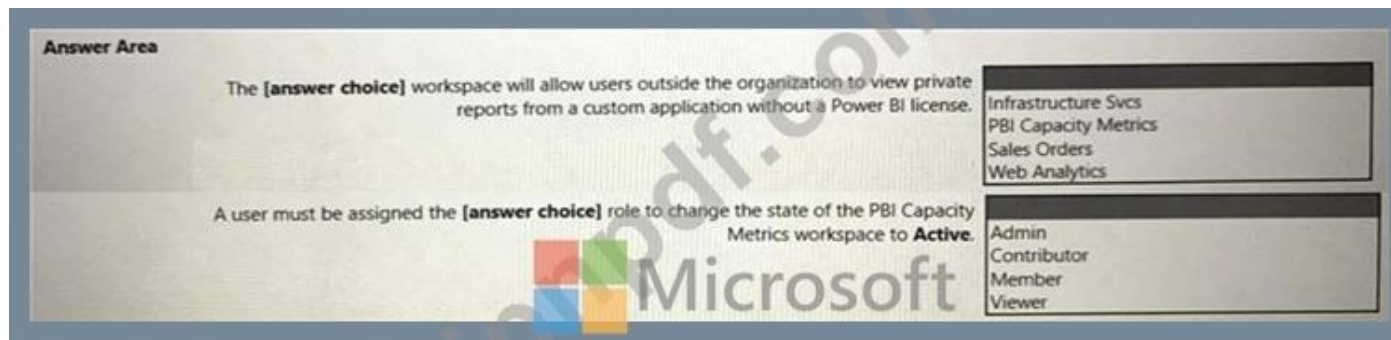 Answer Area
The [answer choice] workspace will allow users outside the organization to view private
reports from a custom application without a Power BI license.
Infrastructure Svcs
PBI Capacity Metrics
Sales Orders
Web Analytics
A user must be assigned the [answer choice] role to change the state of the PBI Capacity
Metrics workspace to Active.
Admin
Contributor
Member
Viewer
Microsoft